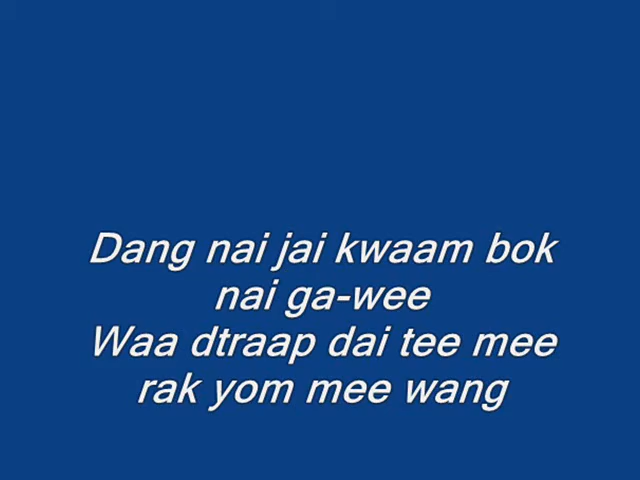 Dang nai jai kwaam bok
nai ga-wee
Waa dtraap dai tee mee
rak yom mee wang